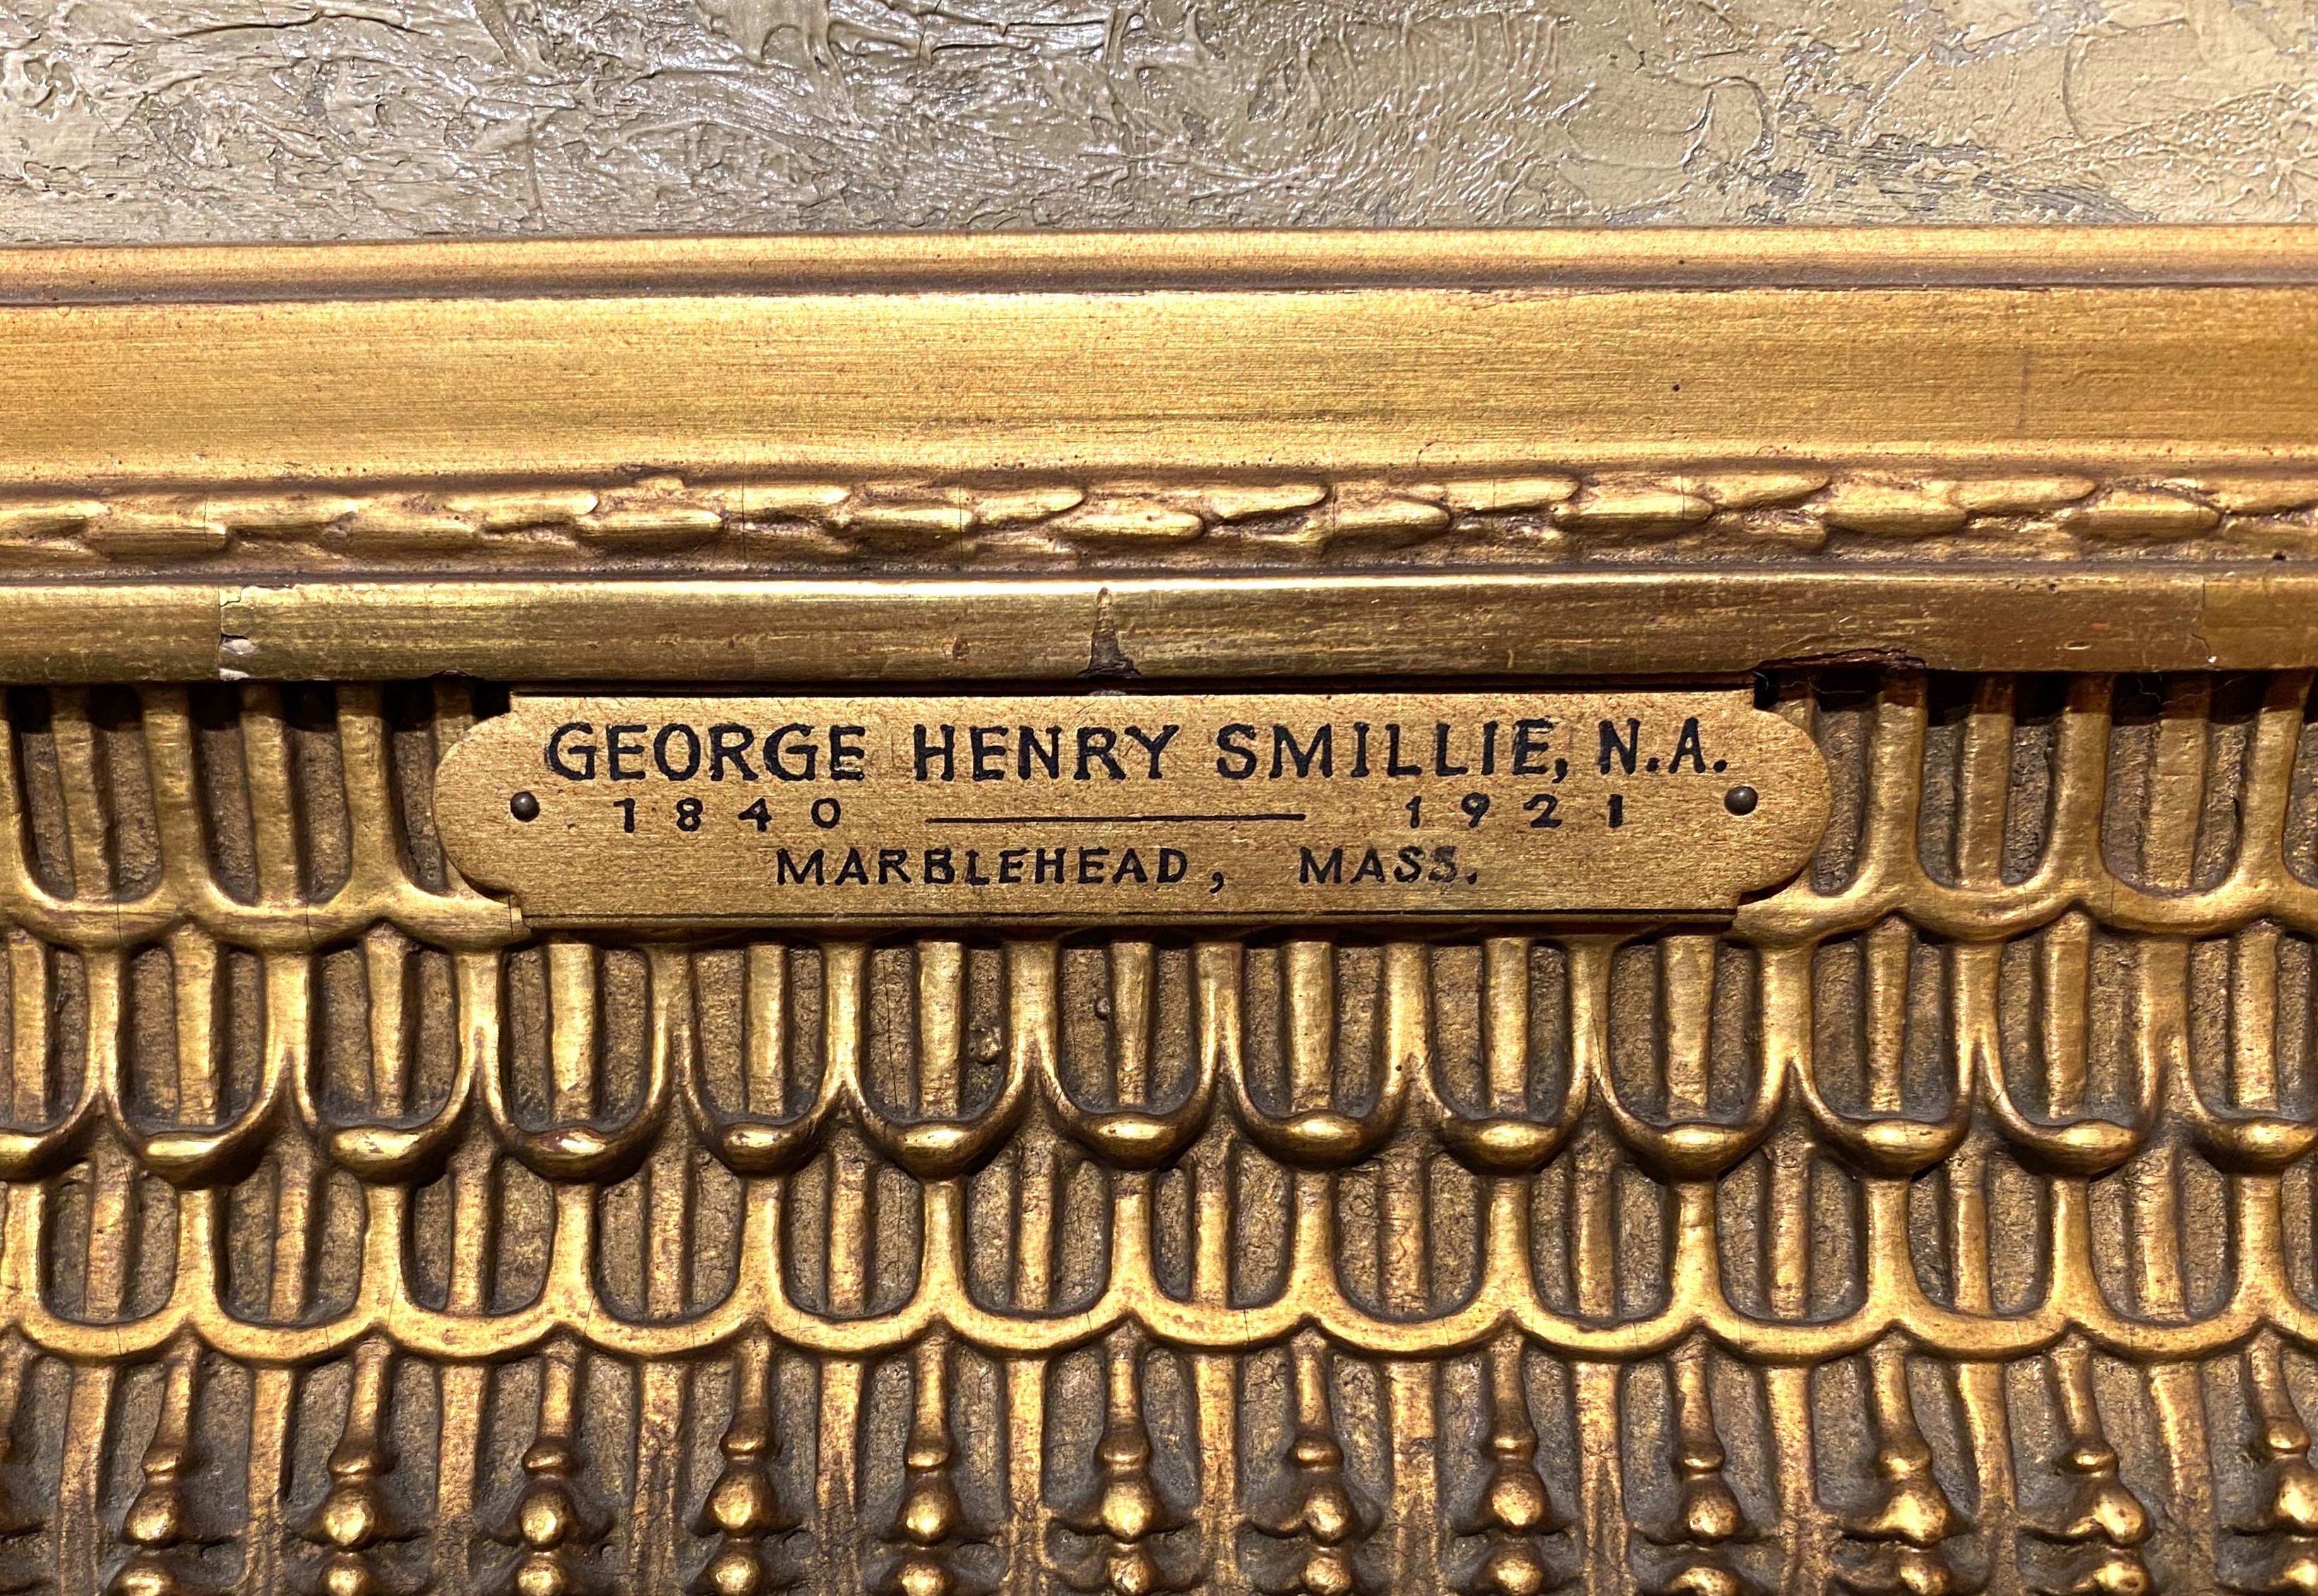 GEORGE HENRY SMILLIE, N.A.
1840 — 1921
MARBLEHEAD, MASS.